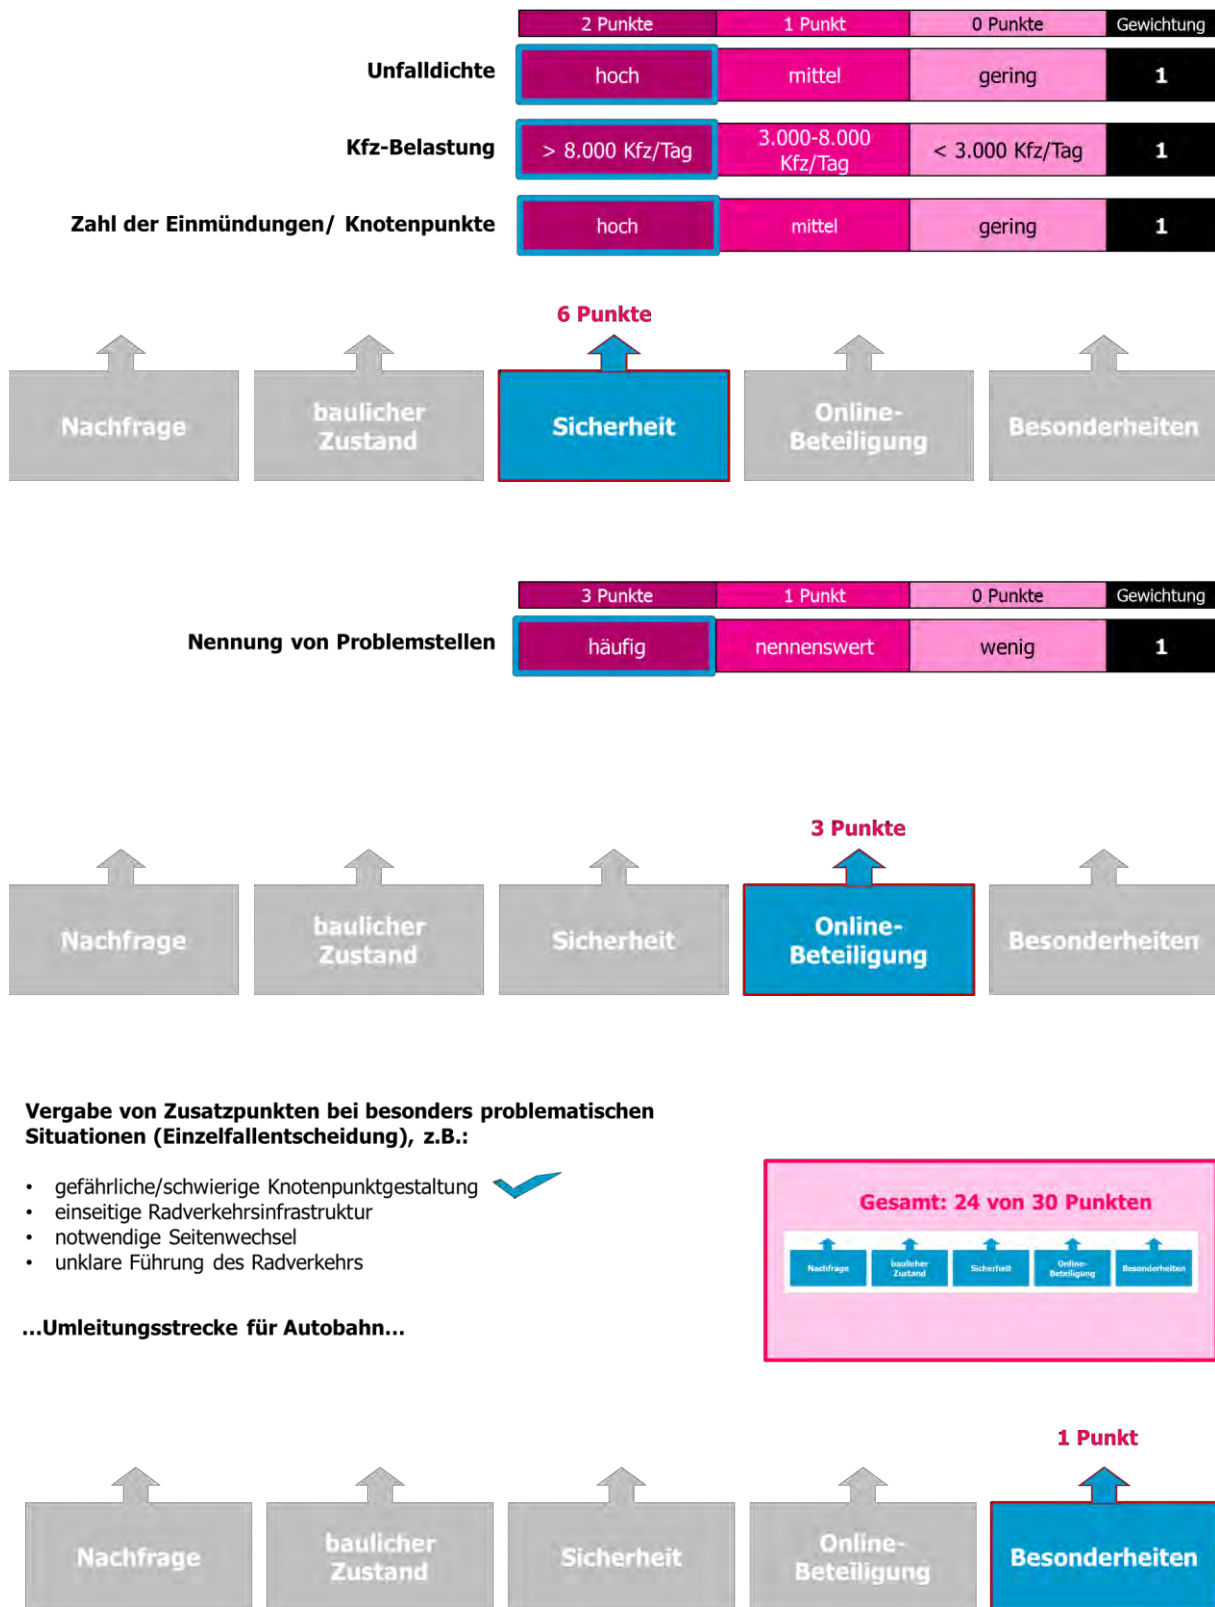 2 Punkte 1 Punkt 0 Punkte Gewichtung
Unfalldichte hoch mittel gering 1
Kfz-Belastung > 8.000 Kfz/Tag 3.000-8.000 Kfz/Tag < 3.000 Kfz/Tag 1
Zahl der Einmündungen/ Knotenpunkte hoch mittel gering 1
6 Punkte
Nachfrage
baulicher
Zustand
Sicherheit
Online-
Beteiligung
Besonderheiten
3 Punkte 1 Punkt 0 Punkte Gewichtung
Nennung von Problemstellen häufig nennenswert wenig 1
3 Punkte
Nachfrage
baulicher
Zustand
Sicherheit
Online-
Beteiligung
Besonderheiten
Vergabe von Zusatzpunkten bei besonders problematischen
Situationen (Einzelfallentscheidung), z.B.:
• gefährliche/schwierige Knotenpunktgestaltung
• einseitige Radverkehrsinfrastruktur
• notwendige Seitenwechsel
• unklare Führung des Radverkehrs
...Umleitungsstrecke für Autobahn...
Gesamt: 24 von 30 Punkten
Nachfrage
baulicher
Zustand
Sicherheit
Online-
Beteiligung
Besonderheiten
1 Punkt
Nachfrage
baulicher
Zustand
Sicherheit
Online-
Beteiligung
Besonderheiten